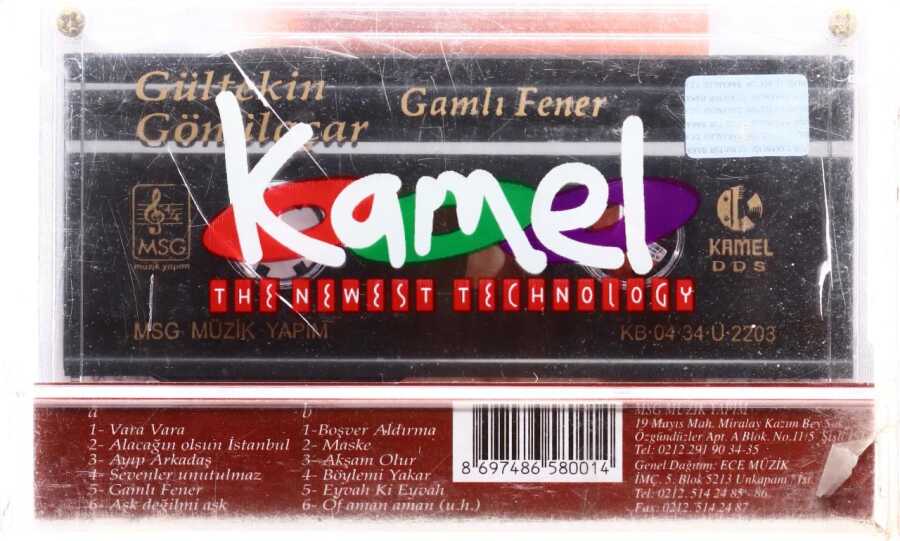 Gültekin
Gönülaçar
Gamlı Fener
Kamel
THE NEWEST TECHNOLOGY
MSG
müzik yapım
KAMEL
DDS
MSG MÜZİK YAPIM
KB·04·34·Ü·2203
a
1- Vara Vara
2- Alacağın olsun İstanbul
3- Ayıp Arkadaş
4- Sevenler unutulmaz
5- Gamlı Fener
6- Aşk değilmi aşk
b
1- Boşver Aldırma
2- Maske
3- Akşam Olur
4- Böylemi Yakar
5- Eyvah Ki Eyvah
6- Of aman aman (u.h.)
8 697486 580014
MSG MÜZİK YAPIM
19 Mayıs Mah. Miralay Kazım Bey Sok.
Özgündüzler Apt. A Blok. No.11/5 Şişli
Tel: 0212 291 90 34-35
Genel Dağıtım: ECE MÜZİK
İMÇ. 5. Blok 5213 Unkapanı / İst.
Tel: 0212. 514 24 85 - 86
Fax: 0212 514 24 87